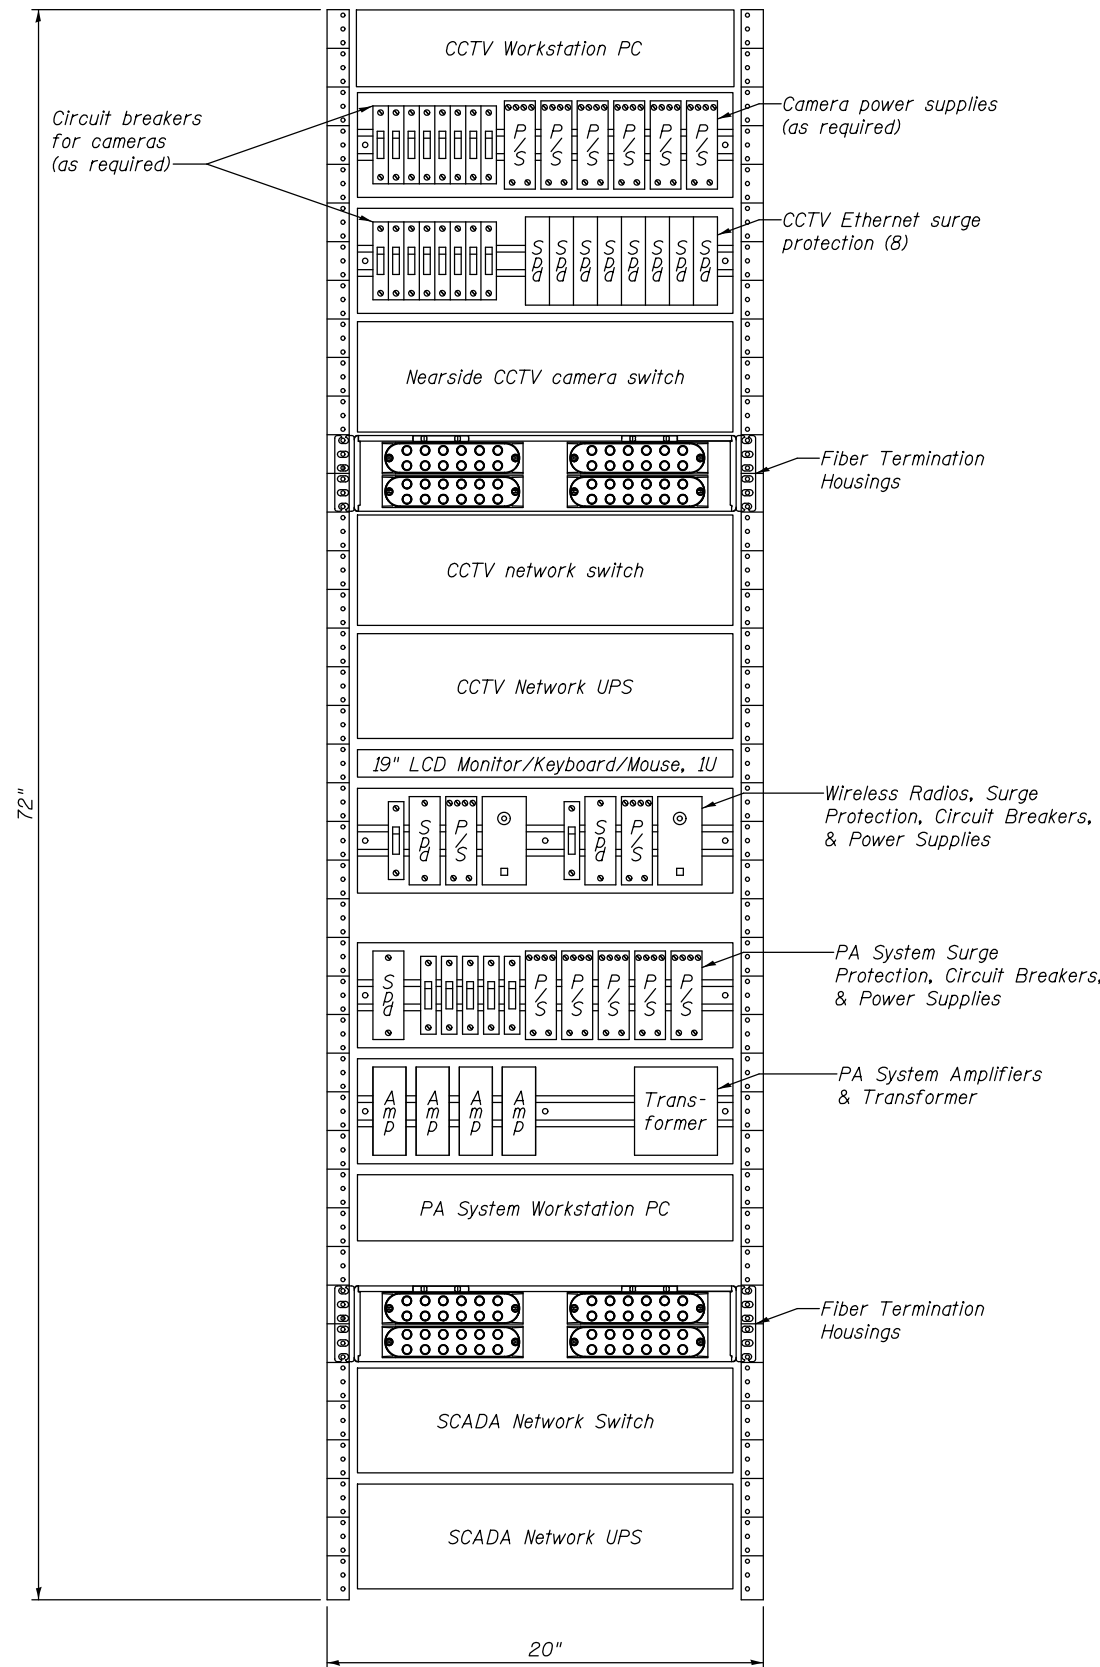 CCTV Workstation PC
Circuit breakers
for cameras
(as required)
P/S P/S P/S P/S P/S P/S
Camera power supplies
(as required)
Spd Spd Spd Spd Spd Spd Spd Spd
CCTV Ethernet surge
protection (8)
Nearside CCTV camera switch
Fiber Termination
Housings
CCTV network switch
CCTV Network UPS
19" LCD Monitor/Keyboard/Mouse, 1U
72"
Spd P/S Spd P/S
Wireless Radios, Surge
Protection, Circuit Breakers,
& Power Supplies
Spd P/S P/S P/S P/S P/S
PA System Surge
Protection, Circuit Breakers,
& Power Supplies
Amp Amp Amp Amp
Trans-
former
PA System Amplifiers
& Transformer
PA System Workstation PC
Fiber Termination
Housings
SCADA Network Switch
SCADA Network UPS
20"